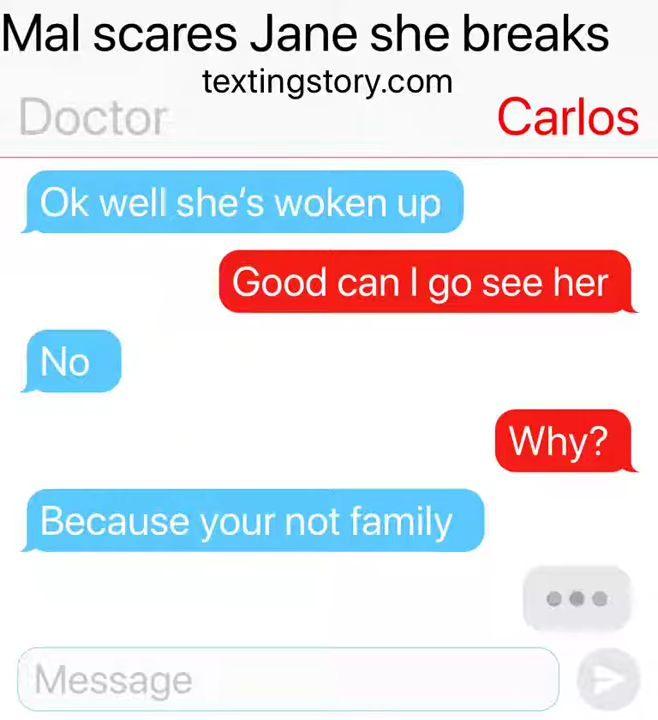 Mal scares Jane she breaks
textingstory.com
Doctor
Carlos
Ok well she's woken up
Good can I go see her
No
Why?
Because your not family
Message